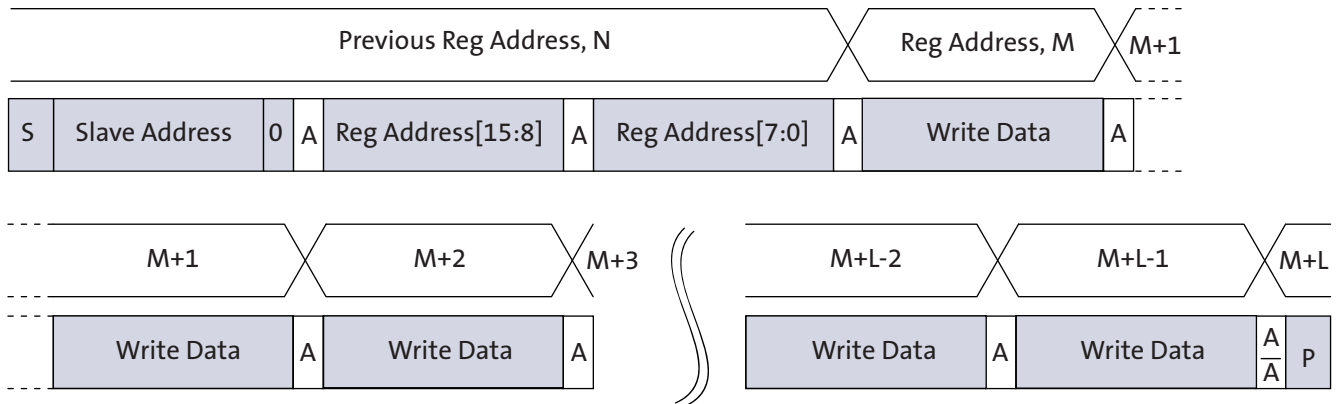 Previous Reg Address, N Reg Address, M M+1
S Slave Address 0 A Reg Address[15:8] A Reg Address[7:0] A Write Data A
M+1 M+2 M+3 M+L-2 M+L-1 M+L
Write Data A Write Data A Write Data A Write Data A/A̅ P